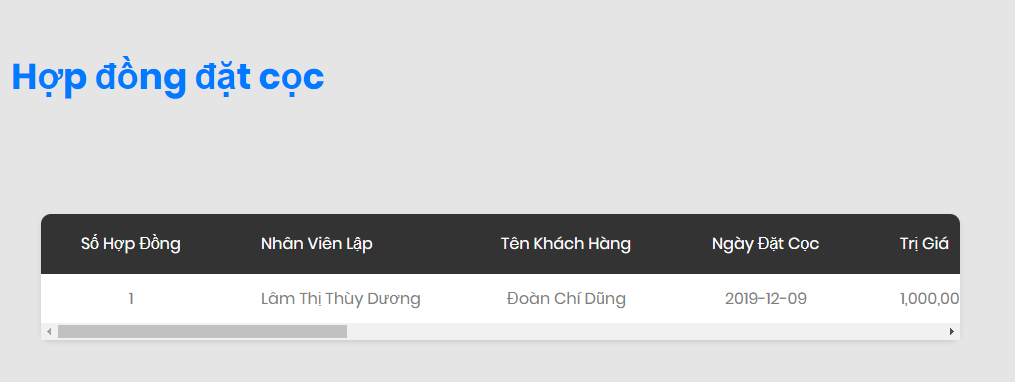 Hợp đồng đặt cọc
Số Hợp Đồng Nhân Viên Lập Tên Khách Hàng Ngày Đặt Cọc Trị Giá
1 Lâm Thị Thùy Dương Đoàn Chí Dũng 2019-12-09 1,000,00